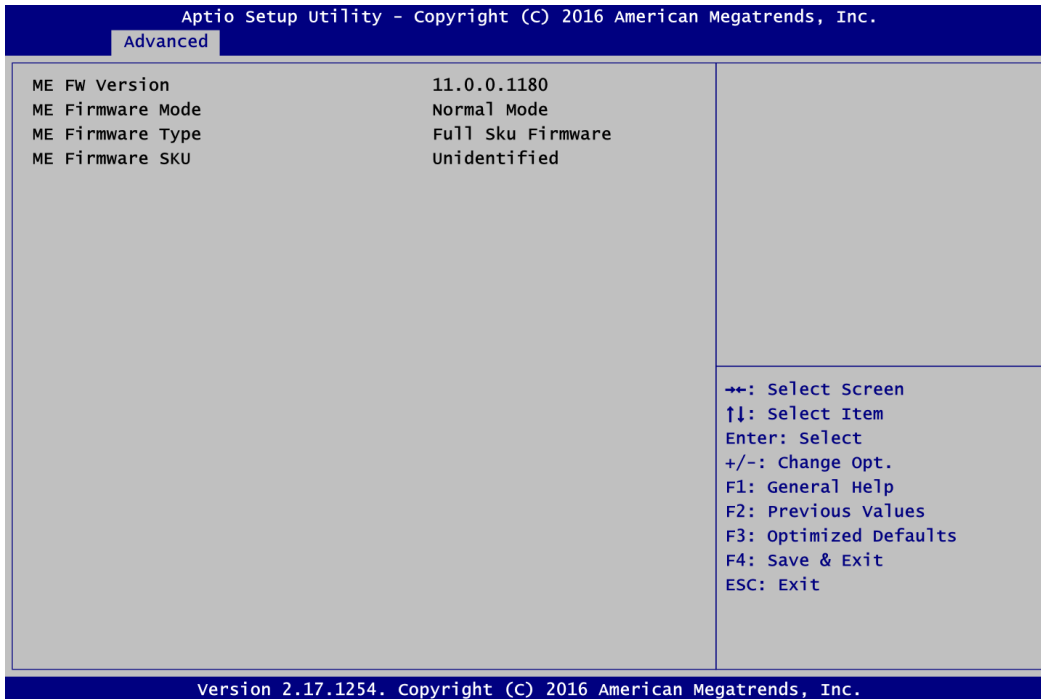 Aptio Setup Utility - Copyright (C) 2016 American Megatrends, Inc.
Advanced
ME FW Version 11.0.0.1180
ME Firmware Mode Normal Mode
ME Firmware Type Full Sku Firmware
ME Firmware SKU Unidentified
→←: Select Screen
↑↓: Select Item
Enter: Select
+/-: Change Opt.
F1: General Help
F2: Previous Values
F3: Optimized Defaults
F4: Save & Exit
ESC: Exit
Version 2.17.1254. Copyright (C) 2016 American Megatrends, Inc.